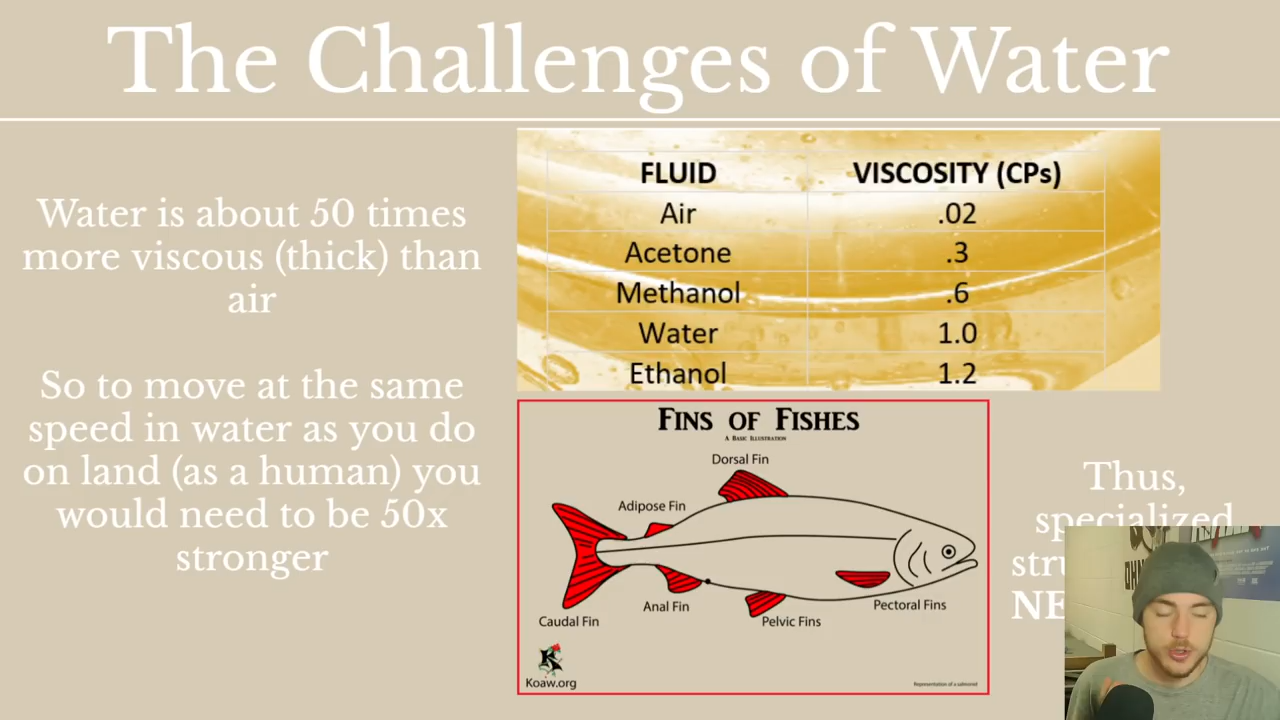 The Challenges of Water
Water is about 50 times
more viscous (thick) than
air
So to move at the same
speed in water as you do
on land (as a human) you
would need to be 50x
stronger
FLUID VISCOSITY (CPs)
Air .02
Acetone .3
Methanol .6
Water 1.0
Ethanol 1.2
FINS OF FISHES
A BASIC ILLUSTRATION
Dorsal Fin
Adipose Fin
Anal Fin
Pectoral Fins
Caudal Fin
Pelvic Fins
Koaw.org
Representation of a salmonid
Thus,
specialized